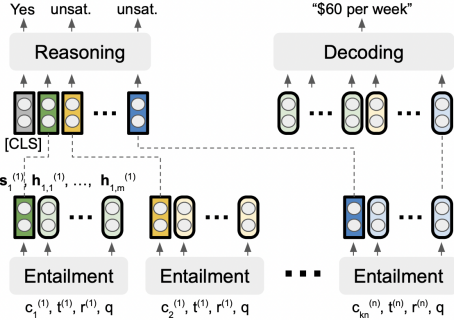 Yes unsat. unsat. “$60 per week”
Reasoning Decoding
[CLS]
s₁⁽¹⁾, h₁,₁⁽¹⁾, …, h₁,ₘ⁽¹⁾
Entailment Entailment Entailment
c₁⁽¹⁾, t⁽¹⁾, r⁽¹⁾, q c₂⁽¹⁾, t⁽¹⁾, r⁽¹⁾, q cₖₙ⁽ⁿ⁾, t⁽ⁿ⁾, r⁽ⁿ⁾, q